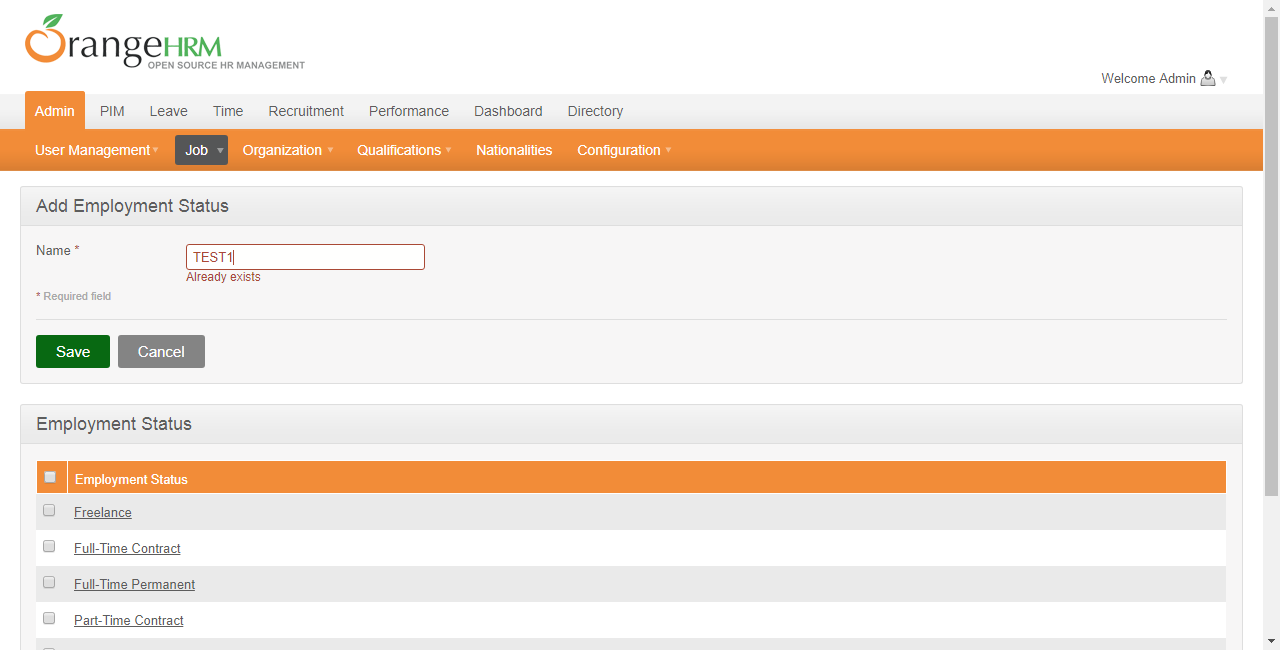 OrangeHRM
OPEN SOURCE HR MANAGEMENT
Welcome Admin
Admin PIM Leave Time Recruitment Performance Dashboard Directory
User Management Job Organization Qualifications Nationalities Configuration
Add Employment Status
Name * TEST1
Already exists
* Required field
Save Cancel
Employment Status
Employment Status
Freelance
Full-Time Contract
Full-Time Permanent
Part-Time Contract